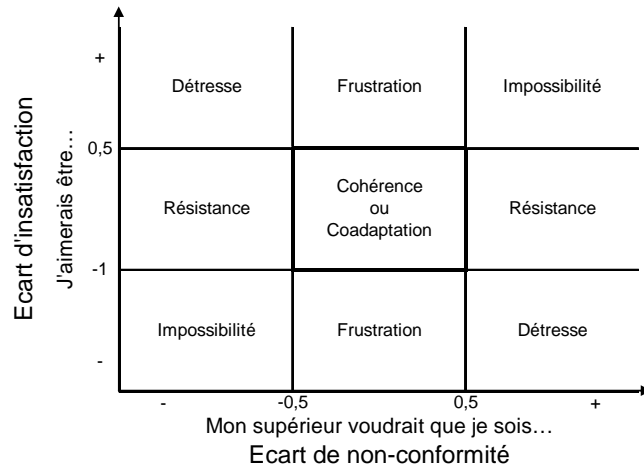 +
Détresse
Frustration
Impossibilité
0,5
Ecart d'insatisfaction
J'aimerais être…
Résistance
Cohérence
ou
Coadaptation
Résistance
-1
Impossibilité
Frustration
Détresse
-
-
-0,5
0,5
+
Mon supérieur voudrait que je sois…
Ecart de non-conformité